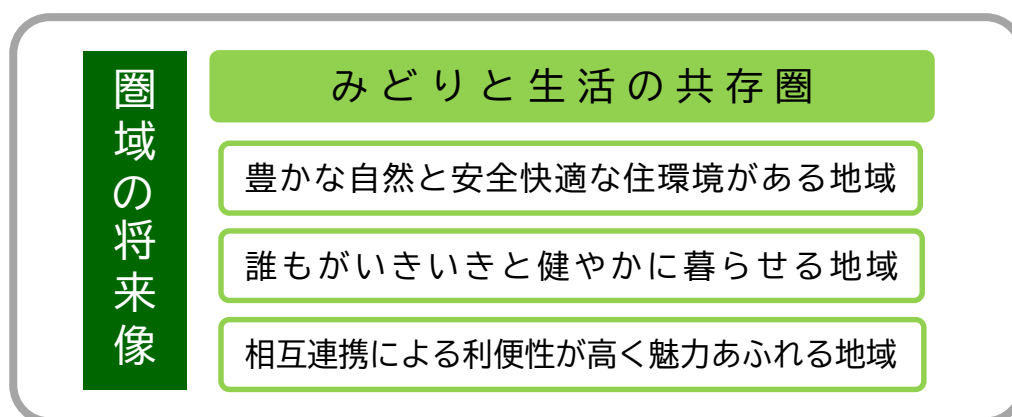 圏域の将来像
みどりと生活の共存圏
豊かな自然と安全快適な住環境がある地域
誰もがいきいきと健やかに暮らせる地域
相互連携による利便性が高く魅力あふれる地域